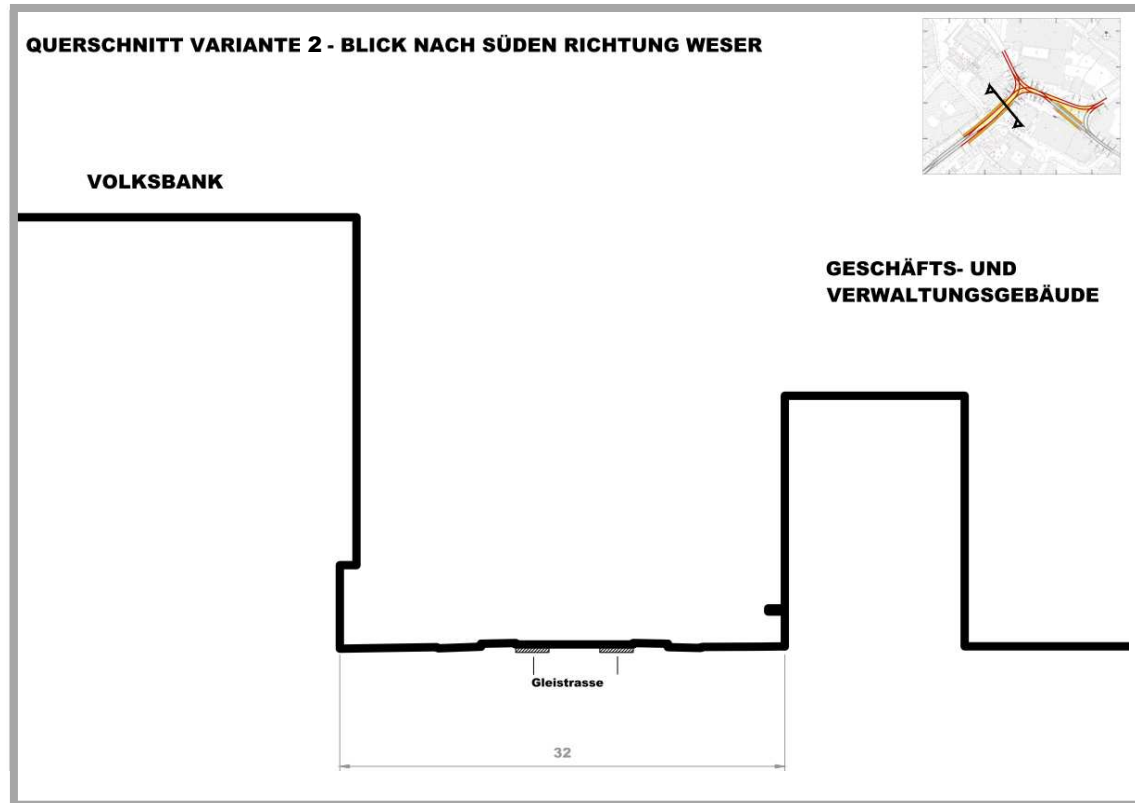 QUERSCHNITT VARIANTE 2 - BLICK NACH SÜDEN RICHTUNG WESER
VOLKSBANK
GESCHÄFTS- UND
VERWALTUNGSGEBÄUDE
Gleistrasse
32